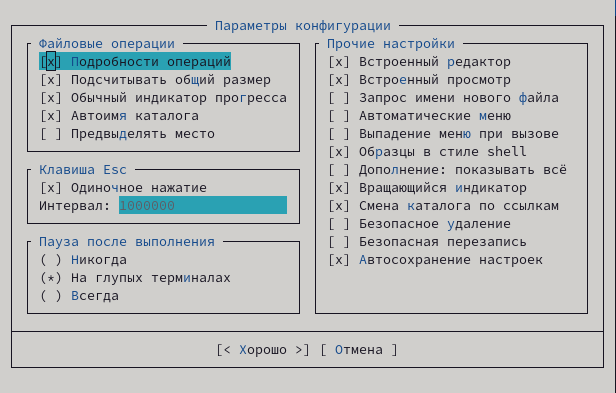 Параметры конфигурации
Файловые операции
[x] Подробности операций
[x] Подсчитывать общий размер
[x] Обычный индикатор прогресса
[x] Автоимя каталога
[ ] Предвыделять место
Клавиша Esc
[x] Одиночное нажатие
Интервал: 1000000
Пауза после выполнения
( ) Никогда
(*) На глупых терминалах
( ) Всегда
Прочие настройки
[x] Встроенный редактор
[x] Встроенный просмотр
[ ] Запрос имени нового файла
[ ] Автоматические меню
[ ] Выпадение меню при вызове
[x] Образцы в стиле shell
[ ] Дополнение: показывать всё
[x] Вращающийся индикатор
[x] Смена каталога по ссылкам
[ ] Безопасное удаление
[ ] Безопасная перезапись
[x] Автосохранение настроек
[< Хорошо >] [ Отмена ]